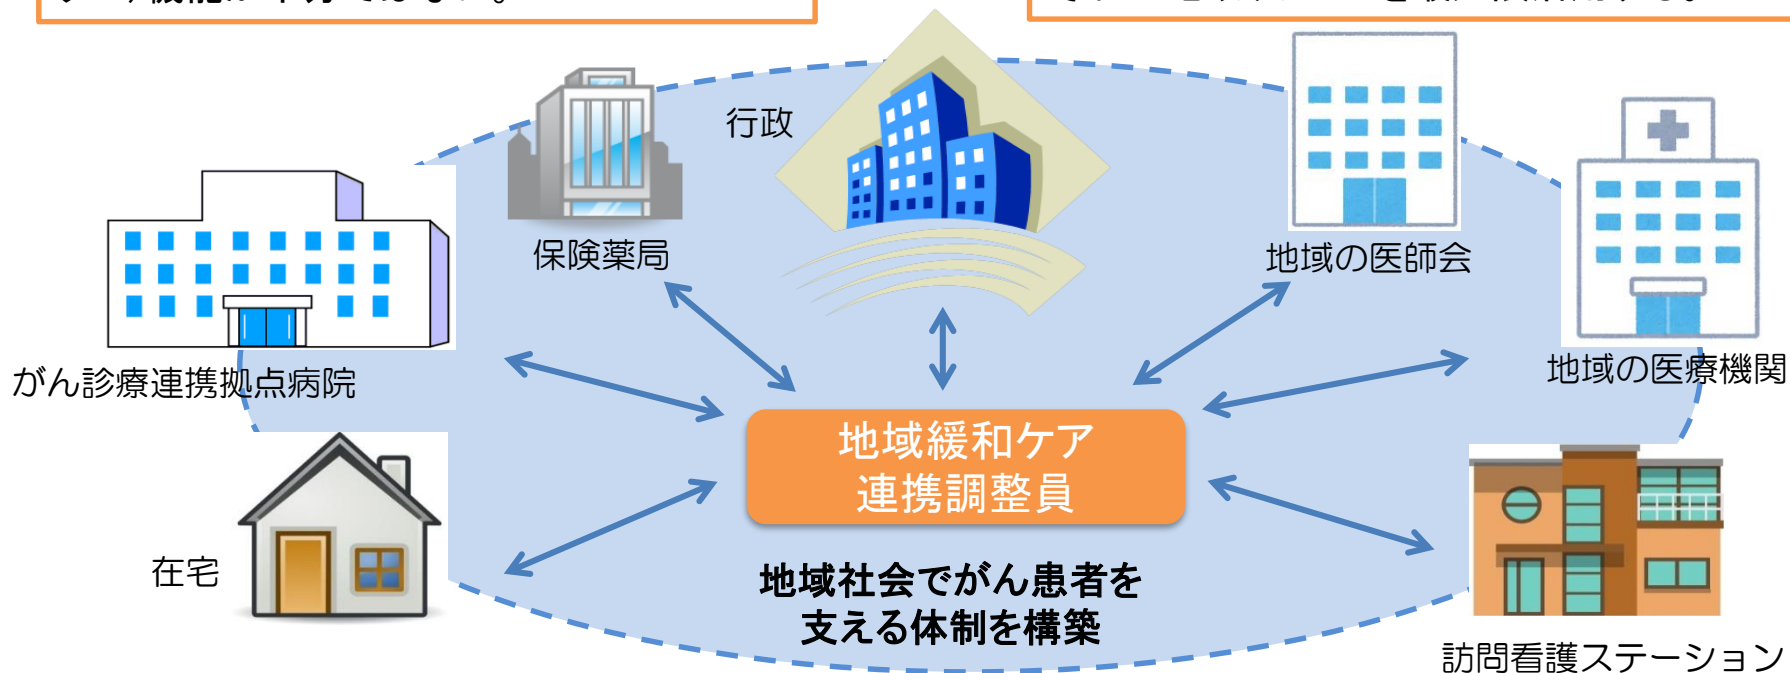 行政
保険薬局
地域の医師会
地域の医療機関
がん診療連携拠点病院
地域緩和ケア
連携調整員
在宅
地域社会でがん患者を
支える体制を構築
訪問看護ステーション